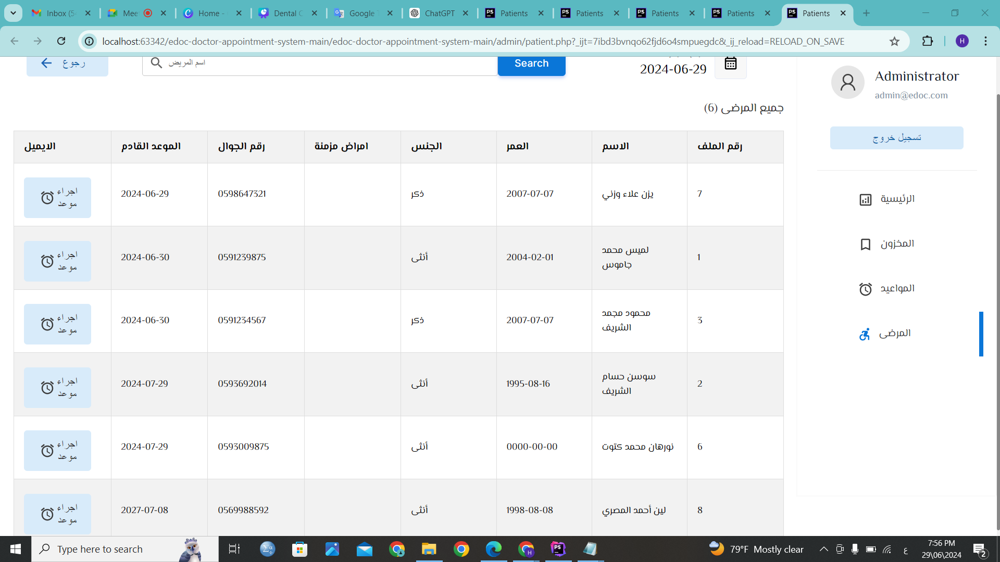 Inbox (5
Mee
Home -
Dental C
Google T
ChatGPT
Patients
Patients
Patients
Patients
Patients
localhost:63342/edoc-doctor-appointment-system-main/edoc-doctor-appointment-system-main/admin/patient.php?_ijt=7ibd3bvnqo62fjd6o4smpuegdc&_ij_reload=RELOAD_ON_SAVE
H
رجوع
اسم المريض
Search
2024-06-29
Administrator
admin@edoc.com
جميع المرضى (6)
تسجيل خروج
الرئيسية
المخزون
المواعيد
المرضى
رقم الملف الاسم العمر الجنس امراض مزمنة رقم الجوال الموعد القادم الايميل
7 يزن علاء وزني 2007-07-07 ذكر 0598647321 2024-06-29
اجراء
موعد
1 لميس محمد
جاموس
2004-02-01 أنثى 0591239875 2024-06-30
اجراء
موعد
3 محمود مجمد
الشريف
2007-07-07 ذكر 0591234567 2024-06-30
اجراء
موعد
2 سوسن حسام
الشريف
1995-08-16 أنثى 0593692014 2024-07-29
اجراء
موعد
6 نورهان محمد كتوت 0000-00-00 أنثى 0593009875 2024-07-29
اجراء
موعد
8 لين أحمد المصري 1998-08-08 أنثى 0569988592 2027-07-08
اجراء
موعد
Type here to search
79°F Mostly clear
ع
7:56 PM
29\06\2024
2